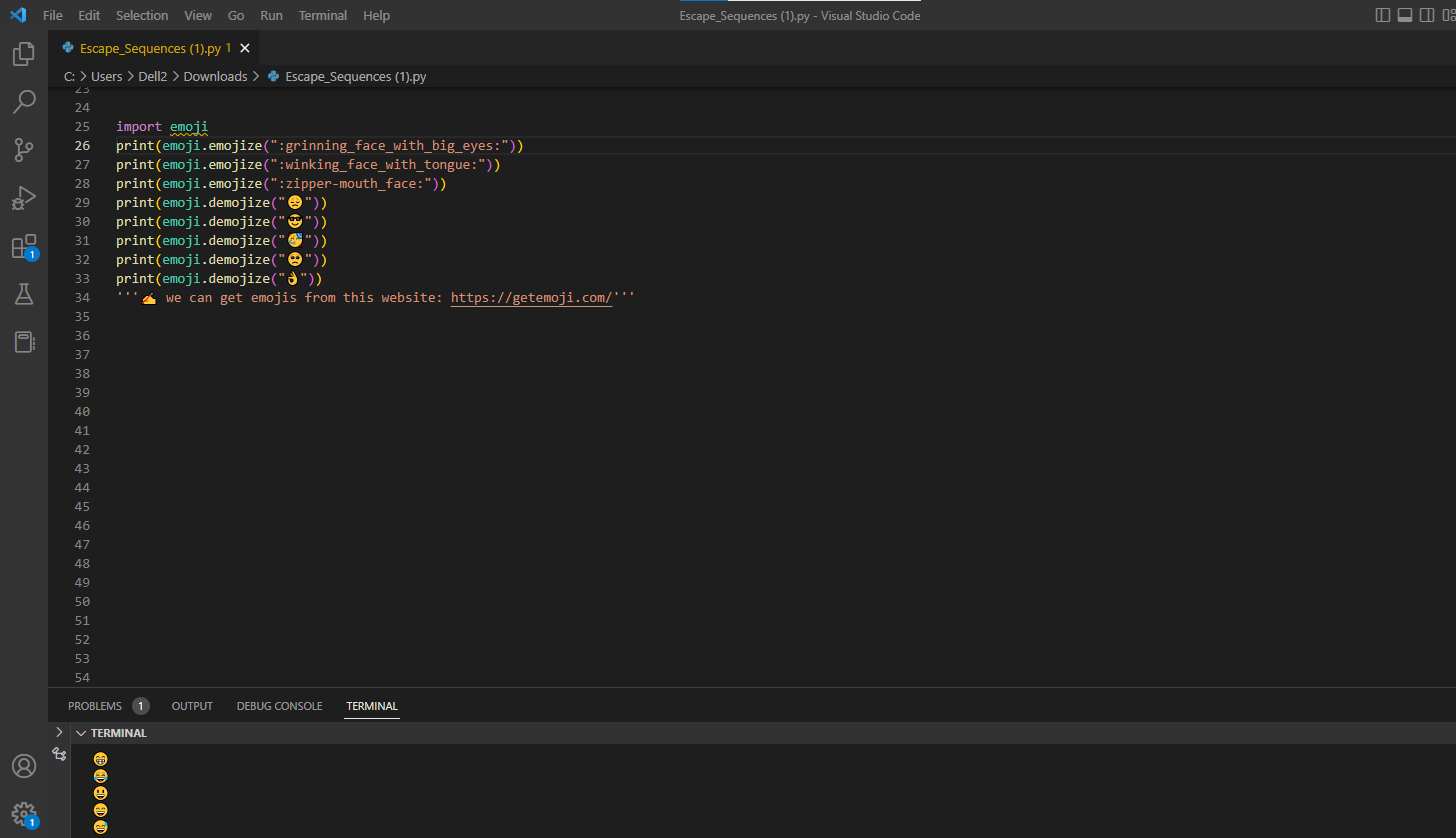 File Edit Selection View Go Run Terminal Help
Escape_Sequences (1).py - Visual Studio Code
Escape_Sequences (1).py 1
C: > Users > Dell2 > Downloads > Escape_Sequences (1).py
23
24
25 import emoji
26 print(emoji.emojize(":grinning_face_with_big_eyes:"))
27 print(emoji.emojize(":winking_face_with_tongue:"))
28 print(emoji.emojize(":zipper-mouth_face:"))
29 print(emoji.demojize("😔"))
30 print(emoji.demojize("😎"))
31 print(emoji.demojize("😴"))
32 print(emoji.demojize("🥺"))
33 print(emoji.demojize("👌"))
34 '''✍ we can get emojis from this website: https://getemoji.com/'''
35
36
37
38
39
40
41
42
43
44
45
46
47
48
49
50
51
52
53
54
1
PROBLEMS 1 OUTPUT DEBUG CONSOLE TERMINAL
TERMINAL
😁
😂
😃
😄
😅
1